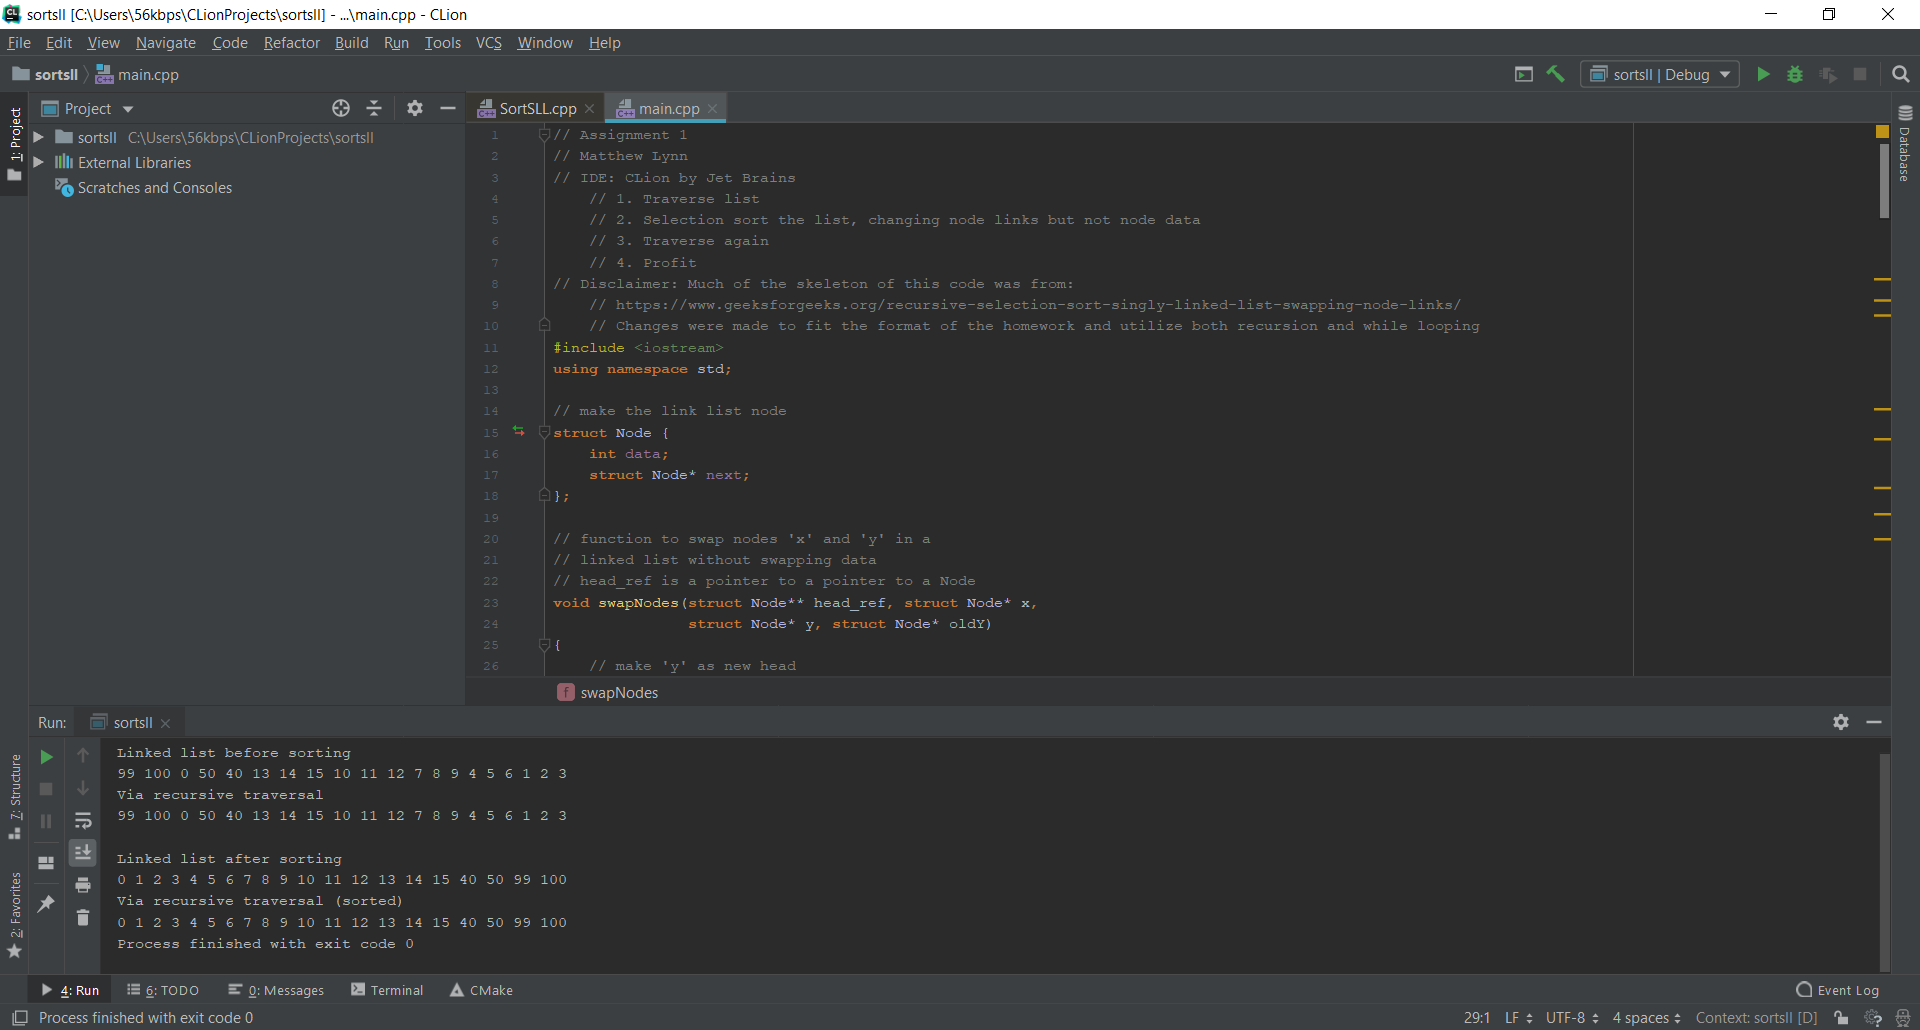 sortsll [C:\Users\56kbps\CLionProjects\sortsll] - ...\main.cpp - CLion
File Edit View Navigate Code Refactor Build Run Tools VCS Window Help
sortsll main.cpp sortsll | Debug
1: Project
Project
sortsll C:\Users\56kbps\CLionProjects\sortsll
External Libraries
Scratches and Consoles
SortSLL.cpp main.cpp
Database
1 // Assignment 1
2 // Matthew Lynn
3 // IDE: CLion by Jet Brains
4 // 1. Traverse list
5 // 2. Selection sort the list, changing node links but not node data
6 // 3. Traverse again
7 // 4. Profit
8 // Disclaimer: Much of the skeleton of this code was from:
9 // https://www.geeksforgeeks.org/recursive-selection-sort-singly-linked-list-swapping-node-links/
10 // Changes were made to fit the format of the homework and utilize both recursion and while looping
11 #include <iostream>
12 using namespace std;
13
14 // make the link list node
15 struct Node {
16 int data;
17 struct Node* next;
18 };
19
20 // function to swap nodes 'x' and 'y' in a
21 // linked list without swapping data
22 // head_ref is a pointer to a pointer to a Node
23 void swapNodes(struct Node** head_ref, struct Node* x,
24 struct Node* y, struct Node* oldY)
25 {
26 // make 'y' as new head
f swapNodes
Run: sortsll
7: Structure
2: Favorites
Linked list before sorting
99 100 0 50 40 13 14 15 10 11 12 7 8 9 4 5 6 1 2 3
Via recursive traversal
99 100 0 50 40 13 14 15 10 11 12 7 8 9 4 5 6 1 2 3
Linked list after sorting
0 1 2 3 4 5 6 7 8 9 10 11 12 13 14 15 40 50 99 100
Via recursive traversal (sorted)
0 1 2 3 4 5 6 7 8 9 10 11 12 13 14 15 40 50 99 100
Process finished with exit code 0
4: Run 6: TODO 0: Messages Terminal CMake Event Log
Process finished with exit code 0 29:1 LF UTF-8 4 spaces Context: sortsll [D]